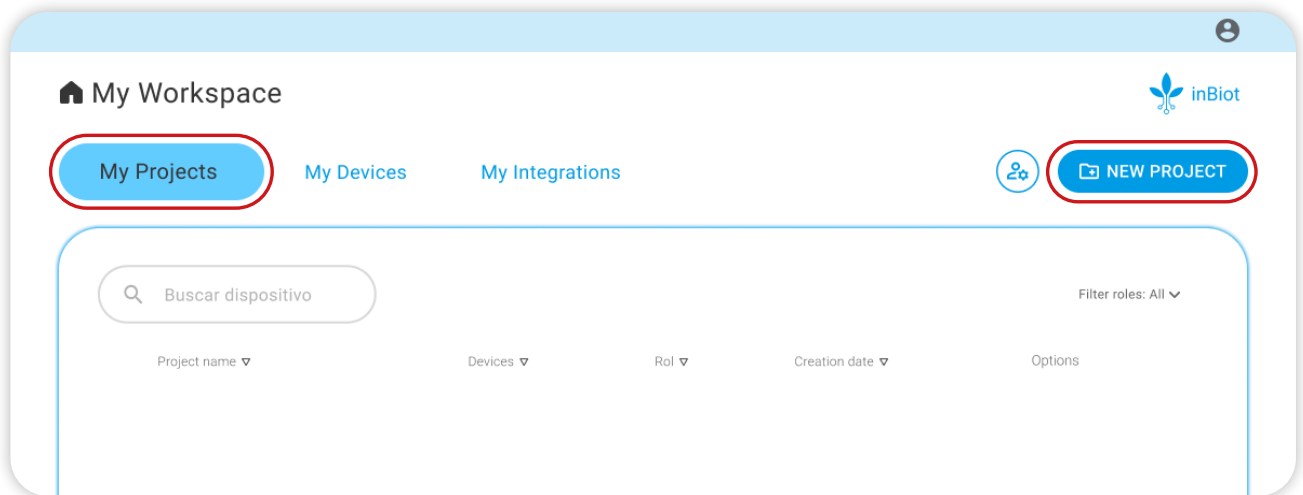 My Workspace
inBiot
My Projects
My Devices
My Integrations
NEW PROJECT
Buscar dispositivo
Filter roles: All
Project name
Devices
Rol
Creation date
Options